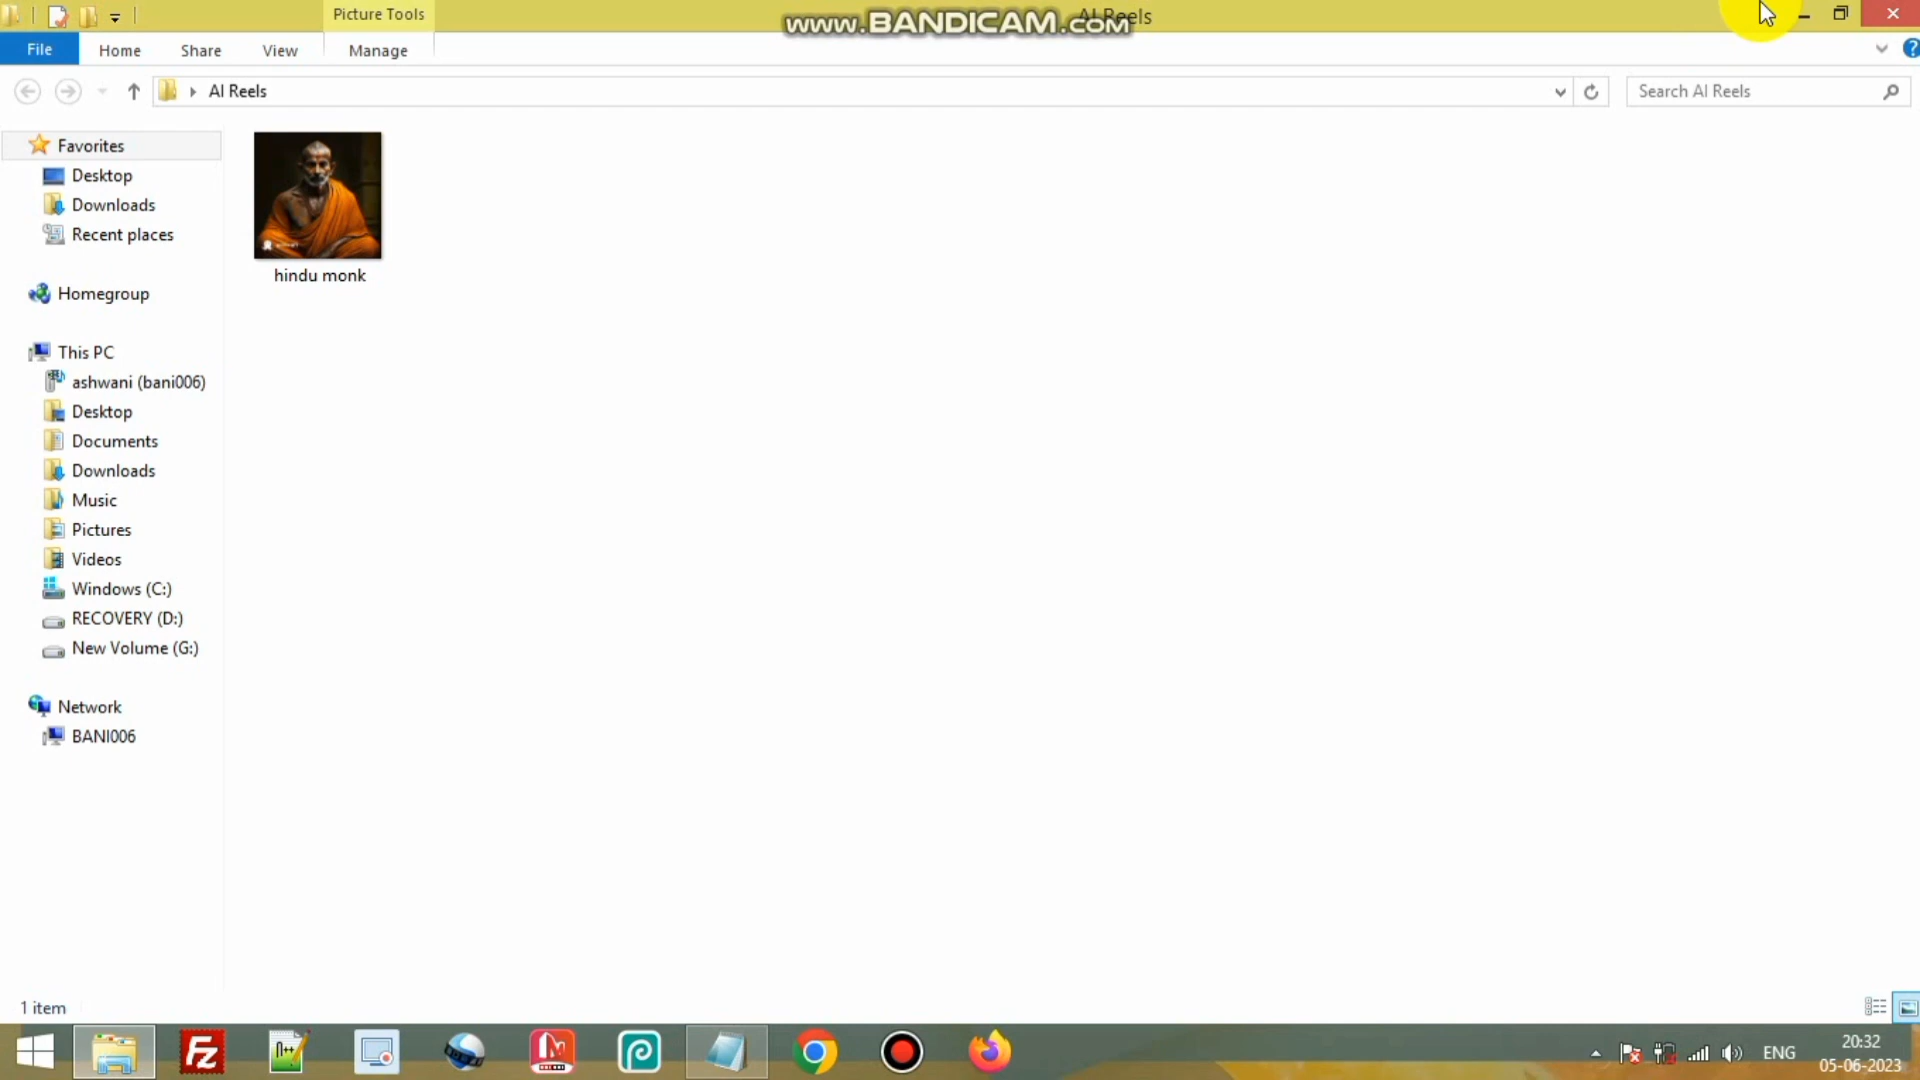 Picture Tools
AI Reels
www.BANDICAM.com
File
Home
Share
View
Manage
AI Reels
Search AI Reels
Favorites
Desktop
Downloads
Recent places
Homegroup
This PC
ashwani (bani006)
Desktop
Documents
Downloads
Music
Pictures
Videos
Windows (C:)
RECOVERY (D:)
New Volume (G:)
Network
BANI006
hindu monk
1 item
ENG
20:32
05-06-2023